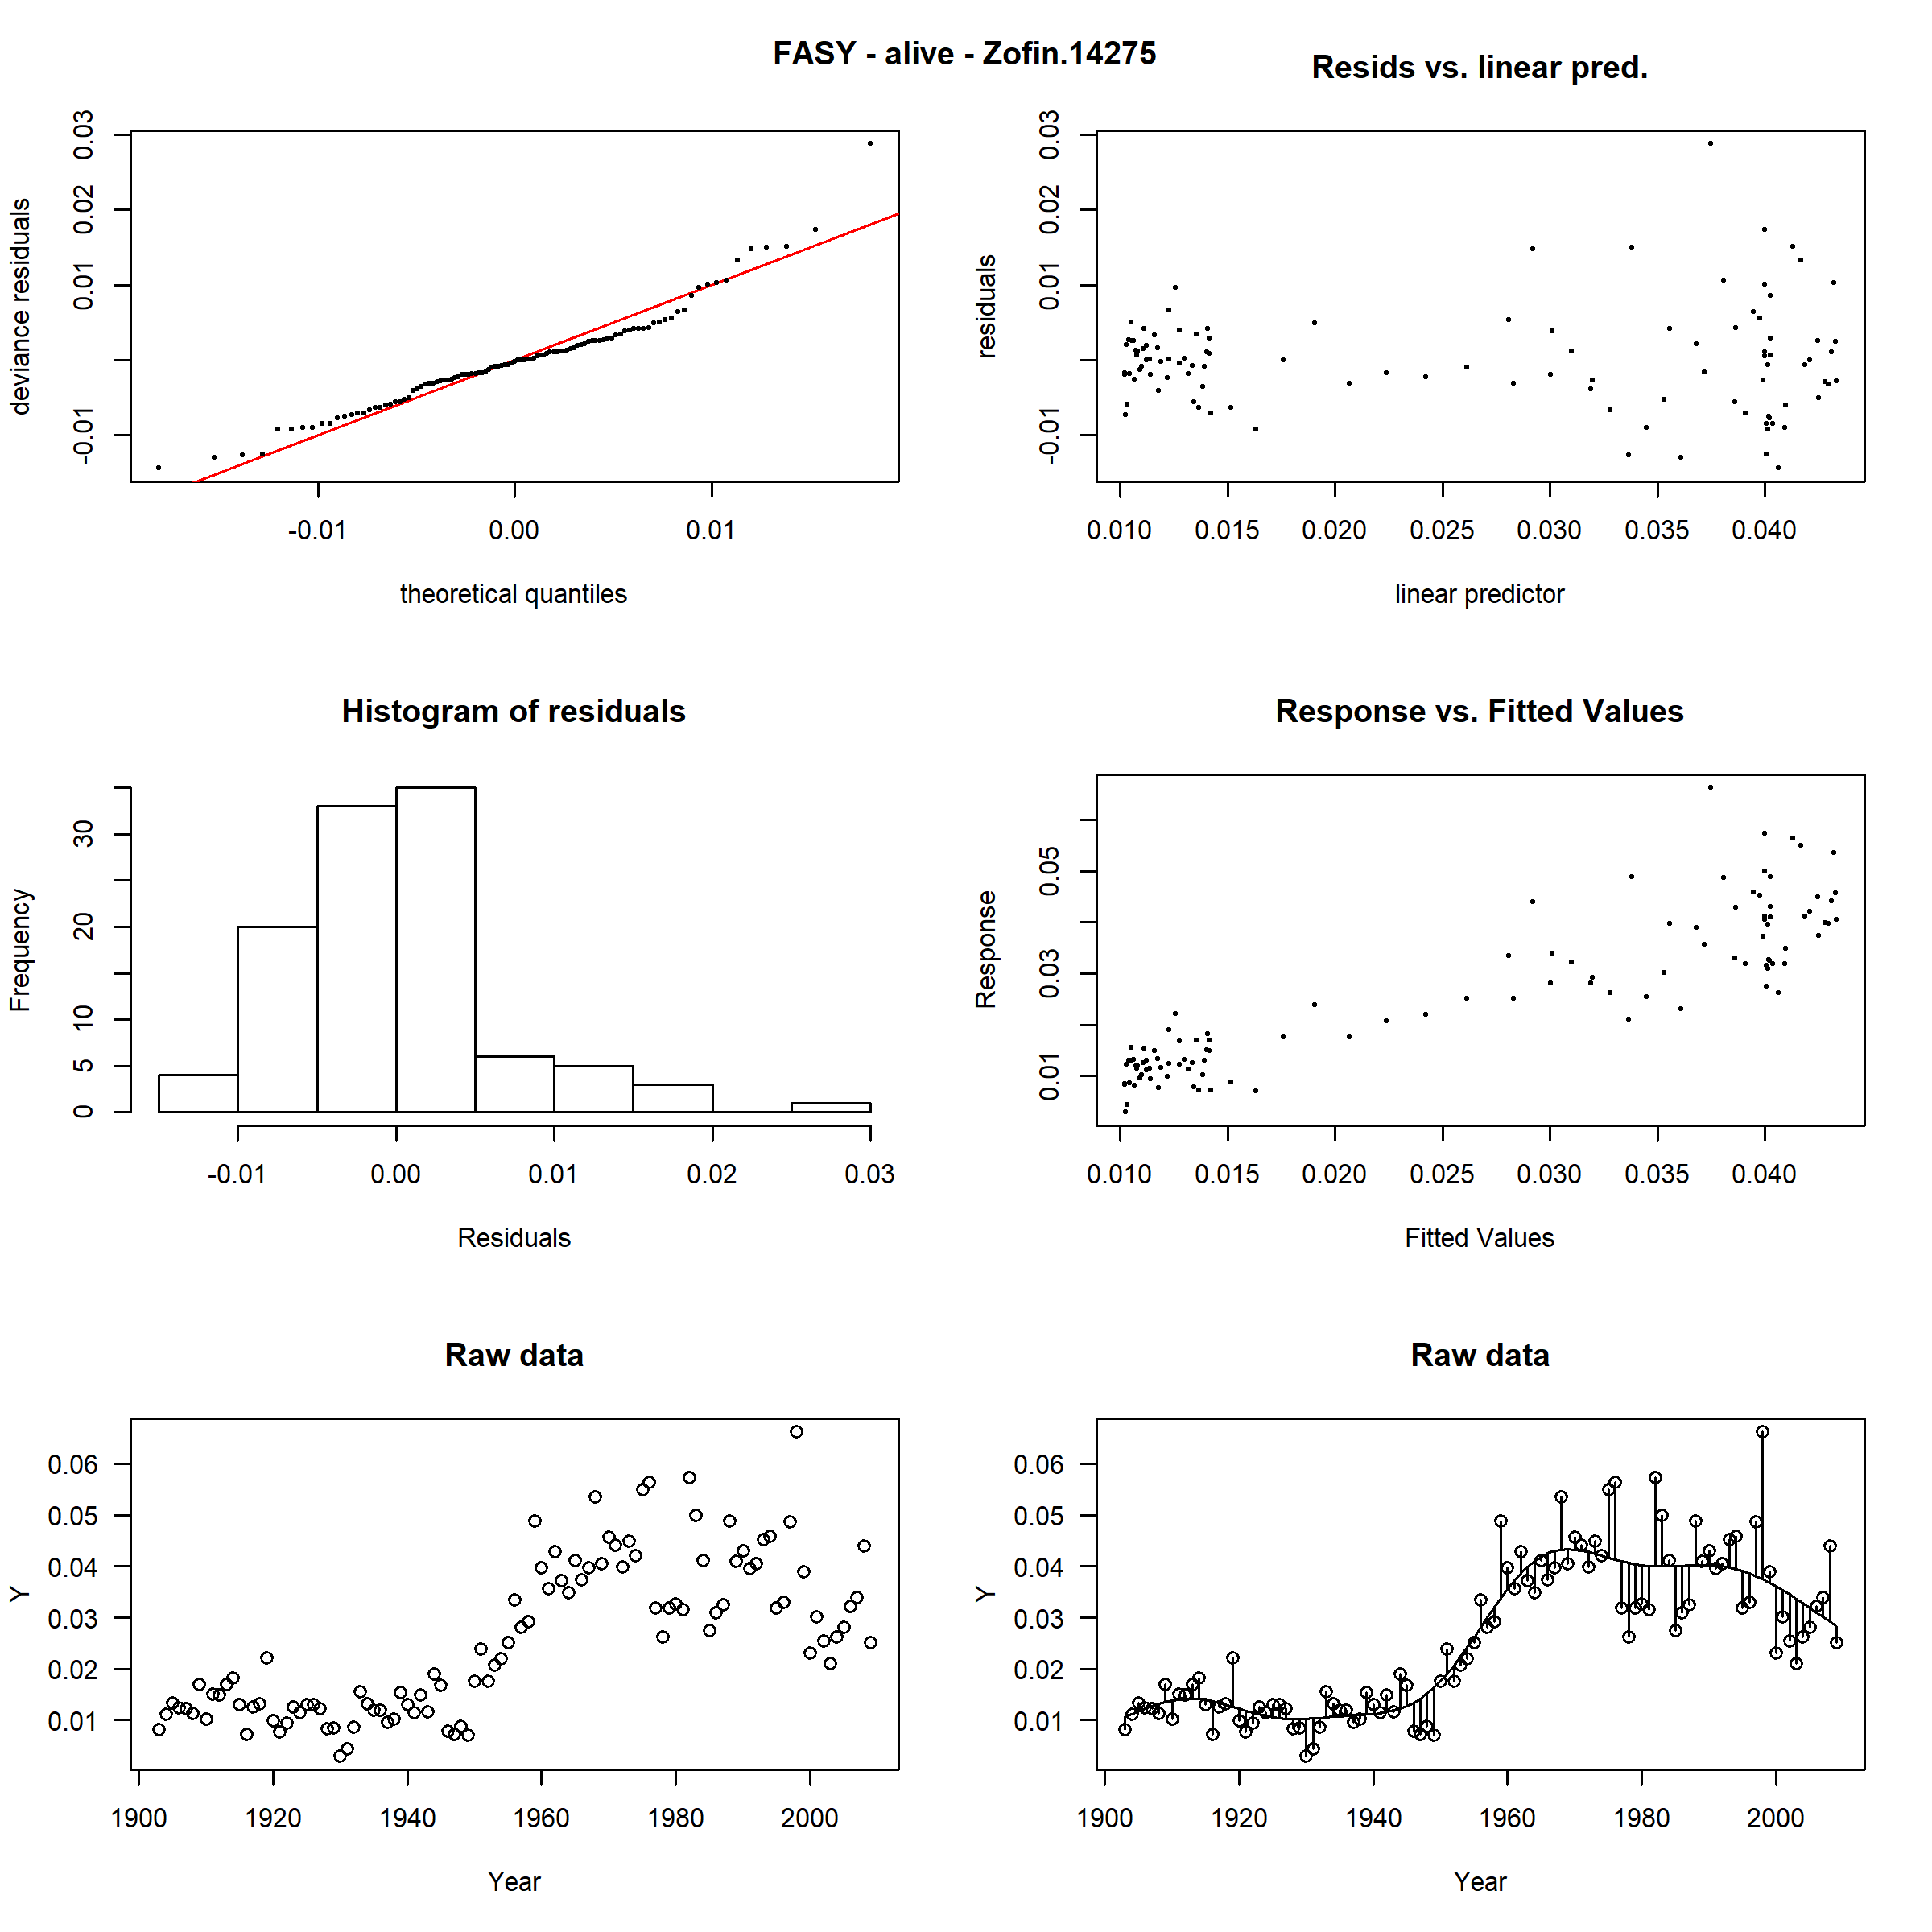 FASY - alive - Zofin.14275
Resids vs. linear pred.
deviance residuals
-0.01 0.01 0.02 0.03
-0.01 0.00 0.01
theoretical quantiles
residuals
-0.01 0.01 0.02 0.03
0.010 0.015 0.020 0.025 0.030 0.035 0.040
linear predictor
Histogram of residuals
Frequency
0 5 10 20 30
-0.01 0.00 0.01 0.02 0.03
Residuals
Response vs. Fitted Values
Response
0.01 0.03 0.05
0.010 0.015 0.020 0.025 0.030 0.035 0.040
Fitted Values
Raw data
Y
0.06
0.05
0.04
0.03
0.02
0.01
1900 1920 1940 1960 1980 2000
Year
Raw data
Y
0.06
0.05
0.04
0.03
0.02
0.01
1900 1920 1940 1960 1980 2000
Year